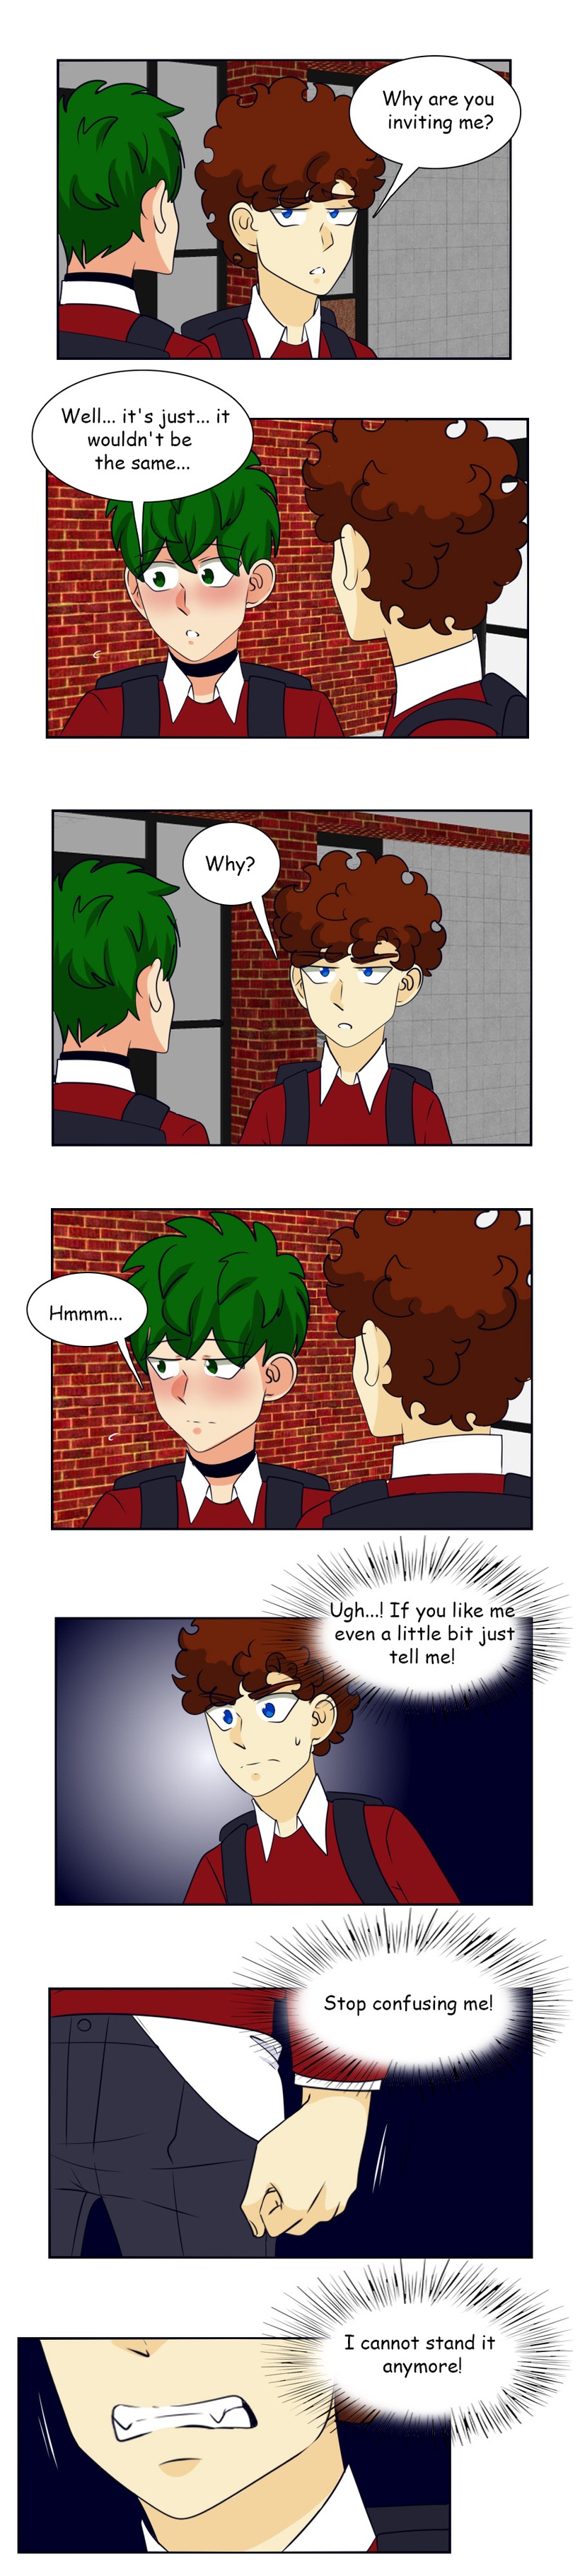 Why are you
inviting me?
Well... it's just... it
wouldn't be
the same...
Why?
Hmmm...
Ugh...! If you like me
even a little bit just
tell me!
Stop confusing me!
I cannot stand it
anymore!